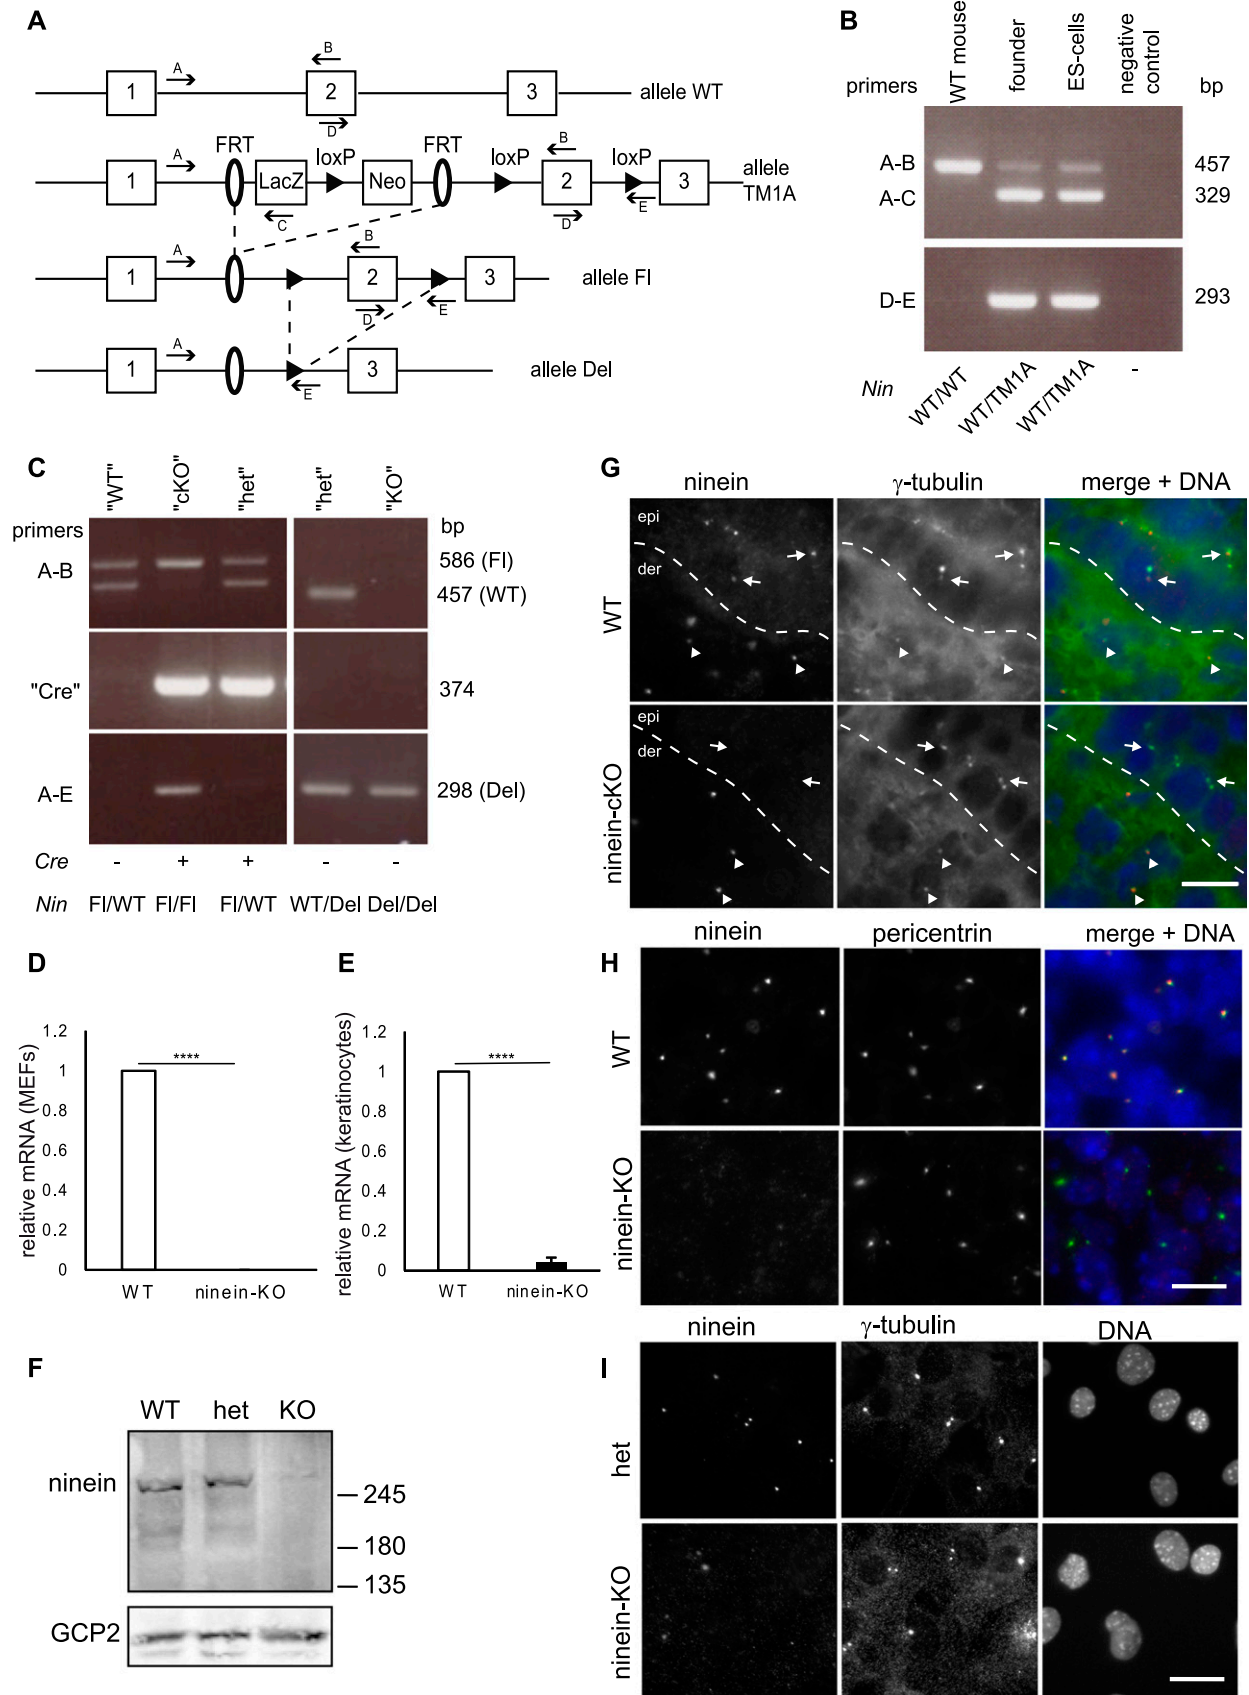 A
1
A
B
2
D
3
allele WT
1
A
FRT
LacZ
C
loxP
Neo
FRT
loxP
B
2
D
loxP
E
3
allele
TM1A
1
A
B
2
D
E
3
allele Fl
1
A
E
3
allele Del
B
primers
WT mouse
founder
ES-cells
negative
control
bp
A-B
457
A-C
329
D-E
293
Nin
WT/WT
WT/TM1A
WT/TM1A
-
C
primers
"WT"
"cKO"
"het"
"het"
"KO"
bp
A-B
586 (Fl)
457 (WT)
"Cre"
374
A-E
298 (Del)
Cre - + + - -
Nin Fl/WT Fl/Fl Fl/WT WT/Del Del/Del
D
relative mRNA (MEFs)
1.2
1
0.8
0.6
0.4
0.2
0
****
WT
ninein-KO
E
relative mRNA (keratinocytes)
1.2
1
0.8
0.6
0.4
0.2
0
****
WT
ninein-KO
F
WT het KO
ninein
245
180
135
GCP2
G
ninein
γ-tubulin
merge + DNA
WT
epi
der
ninein-cKO
epi
der
H
ninein
pericentrin
merge + DNA
WT
ninein-KO
I
ninein
γ-tubulin
DNA
het
ninein-KO